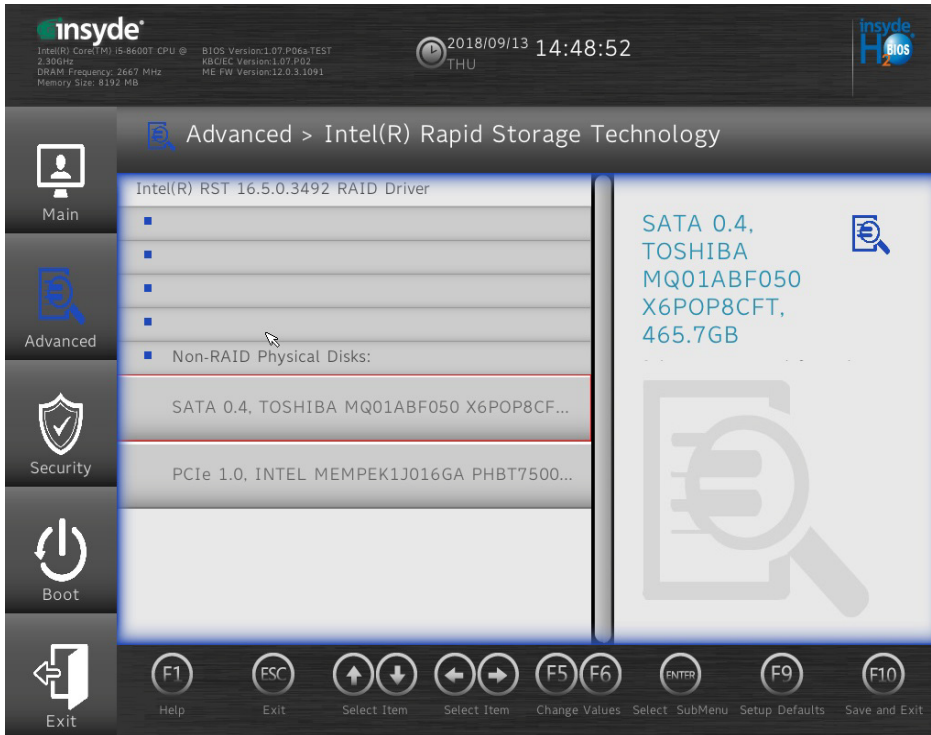 insyde®
Intel(R) Core(TM) i5-8600T CPU @
2.30GHz
DRAM Frequency: 2667 MHz
Memory Size: 8192 MB
BIOS Version:1.07.P06a-TEST
KBC/EC Version:1.07.P02
ME FW Version:12.0.3.1091
2018/09/13 14:48:52
THU
insyde
H2O
BIOS
Advanced > Intel(R) Rapid Storage Technology
Main
Advanced
Security
Boot
Exit
Intel(R) RST 16.5.0.3492 RAID Driver
Non-RAID Physical Disks:
SATA 0.4, TOSHIBA MQ01ABF050 X6POP8CF...
PCIe 1.0, INTEL MEMPEK1J016GA PHBT7500...
SATA 0.4,
TOSHIBA
MQ01ABF050
X6POP8CFT,
465.7GB
F1
Help
ESC
Exit
Select Item
Select Item
F5 F6
Change Values
ENTER
Select SubMenu
F9
Setup Defaults
F10
Save and Exit